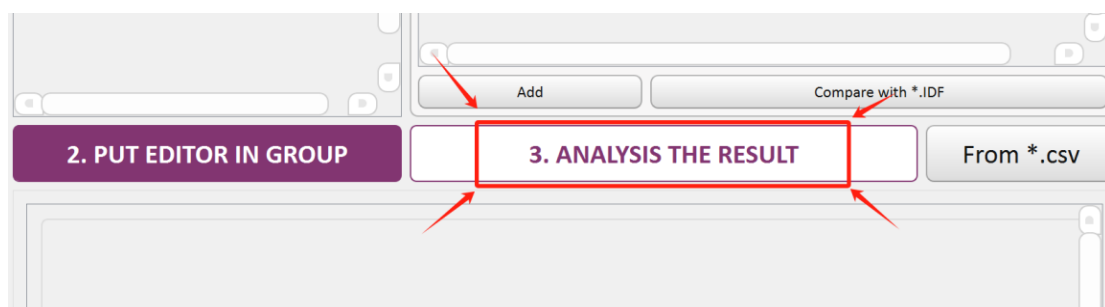 Add
Compare with *.IDF
2. PUT EDITOR IN GROUP
3. ANALYSIS THE RESULT
From *.csv